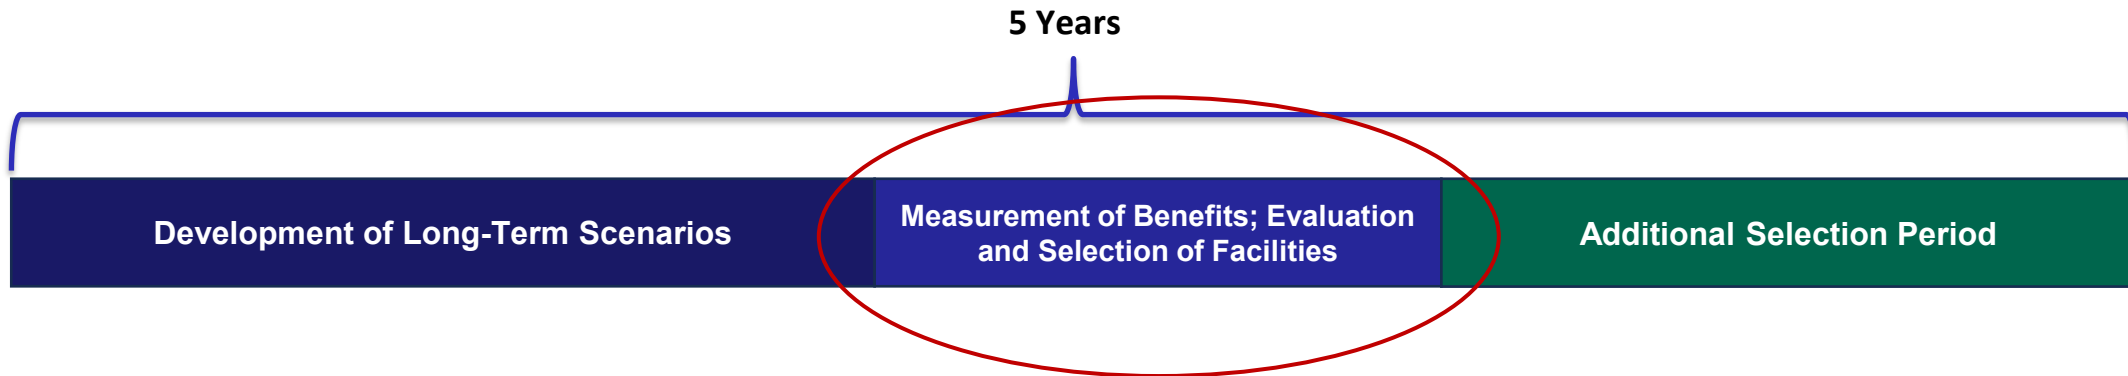 5 Years
Development of Long-Term Scenarios
Measurement of Benefits; Evaluation
and Selection of Facilities
Additional Selection Period